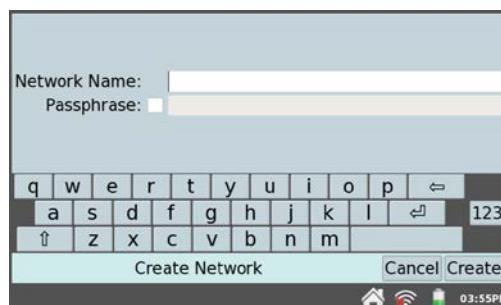 Network Name:
Passphrase:
q w e r t y u i o p ⇦
a s d f g h j k l ⏎ 123
⇧ z x c v b n m
Create Network Cancel Create
03:55P